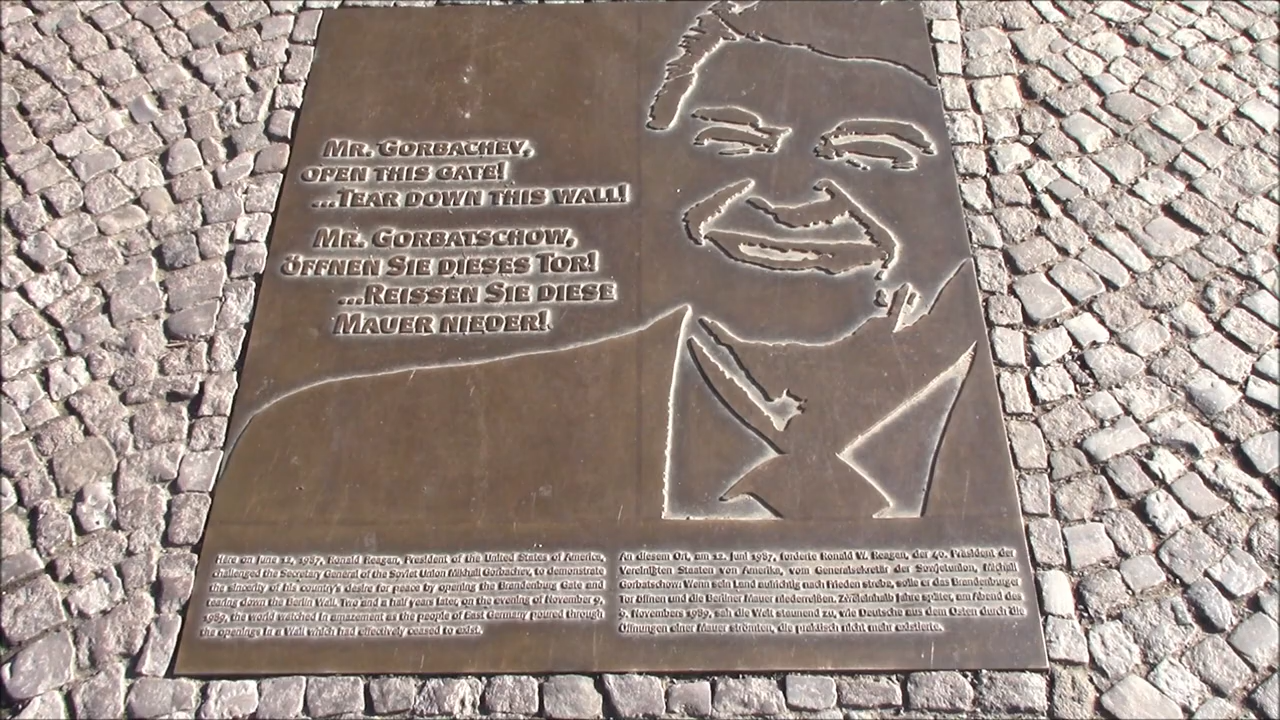 MR. GORBACHEV,
OPEN THIS GATE!
...TEAR DOWN THIS WALL!
MR. GORBATSCHOW,
ÖFFNEN SIE DIESES TOR!
...REISSEN SIE DIESE
MAUER NIEDER!
Here on June 12, 1987, Ronald Reagan, President of the United States of America,
challenged the Secretary General of the Soviet Union Mikhail Gorbachev, to demonstrate
the sincerity of his country's desire for peace by opening the Brandenburg Gate and
tearing down the Berlin Wall. Two and a half years later, on the evening of November 9,
1989, the world watched in amazement as the people of East Germany poured through
the openings in a Wall which had effectively ceased to exist.
An diesem Ort, am 12. Juni 1987, forderte Ronald W. Reagan, der 40. Präsident der
Vereinigten Staaten von Amerika, vom Generalsekretär der Sowjetunion, Michail
Gorbatschow: Wenn sein Land aufrichtig nach Frieden strebe, solle er das Brandenburger
Tor öffnen und die Berliner Mauer niederreißen. Zweieinhalb Jahre später, am Abend des
9. Novembers 1989, sah die Welt staunend zu, wie Deutsche aus dem Osten durch die
Öffnungen einer Mauer strömten, die praktisch nicht mehr existierte.